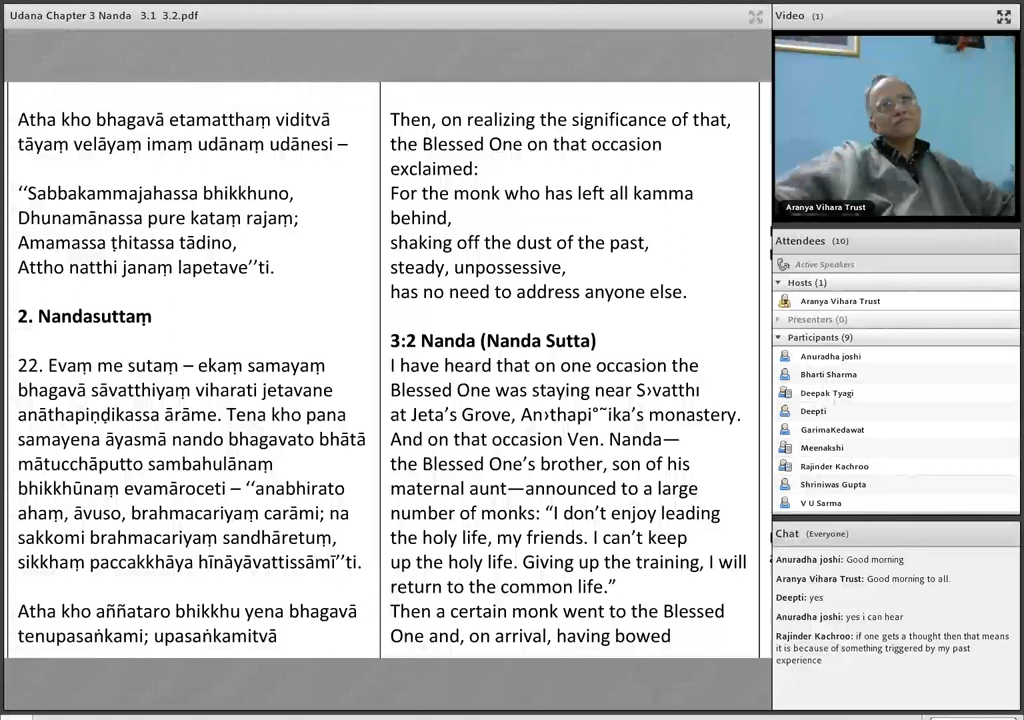 Udana Chapter 3 Nanda 3.1 3.2.pdf
Atha kho bhagavā etamatthaṃ viditvā
tāyaṃ velāyaṃ imaṃ udānaṃ udānesi –
‘‘Sabbakammajahassa bhikkhuno,
Dhunamānassa pure kataṃ rajaṃ;
Amamassa ṭhitassa tādino,
Attho natthi janaṃ lapetave’’ti.
2. Nandasuttaṃ
22. Evaṃ me sutaṃ – ekaṃ samayaṃ
bhagavā sāvatthiyaṃ viharati jetavane
anāthapiṇḍikassa ārāme. Tena kho pana
samayena āyasmā nando bhagavato bhātā
mātucchāputto sambahulānaṃ
bhikkhūnaṃ evamāroceti – ‘‘anabhirato
ahaṃ, āvuso, brahmacariyaṃ carāmi; na
sakkomi brahmacariyaṃ sandhāretuṃ,
sikkhaṃ paccakkhāya hīnāyāvattissāmī’’ti.
Atha kho aññataro bhikkhu yena bhagavā
tenupasaṅkami; upasaṅkamitvā
Then, on realizing the significance of that,
the Blessed One on that occasion
exclaimed:
For the monk who has left all kamma
behind,
shaking off the dust of the past,
steady, unpossessive,
has no need to address anyone else.
3:2 Nanda (Nanda Sutta)
I have heard that on one occasion the
Blessed One was staying near S›vatthı
at Jeta’s Grove, An›thapi°˜ika’s monastery.
And on that occasion Ven. Nanda—
the Blessed One’s brother, son of his
maternal aunt—announced to a large
number of monks: “I don’t enjoy leading
the holy life, my friends. I can’t keep
up the holy life. Giving up the training, I will
return to the common life.”
Then a certain monk went to the Blessed
One and, on arrival, having bowed
Video (1)
Aranya Vihara Trust
Attendees (10)
Active Speakers
Hosts (1)
Aranya Vihara Trust
Presenters (0)
Participants (9)
Anuradha joshi
Bharti Sharma
Deepak Tyagi
Deepti
GarimaKedawat
Meenakshi
Rajinder Kachroo
Shriniwas Gupta
V U Sarma
Chat (Everyone)
Anuradha joshi: Good morning
Aranya Vihara Trust: Good morning to all.
Deepti: yes
Anuradha joshi: yes i can hear
Rajinder Kachroo: if one gets a thought then that means
it is because of something triggered by my past
experience